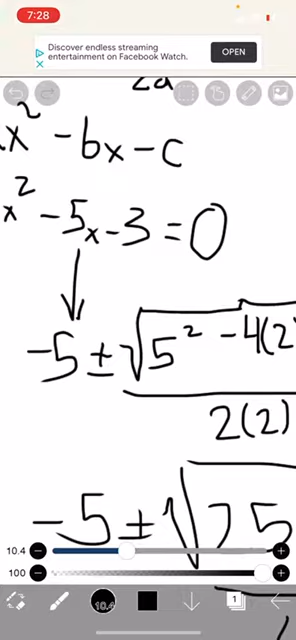 7:28
Discover endless streaming
entertainment on Facebook Watch.
OPEN
2a
x² - bx - c
x² - 5x - 3 = 0
-5 ± √5² - 4(2
2(2)
-5 ± √25
10.4
100
10.4
1